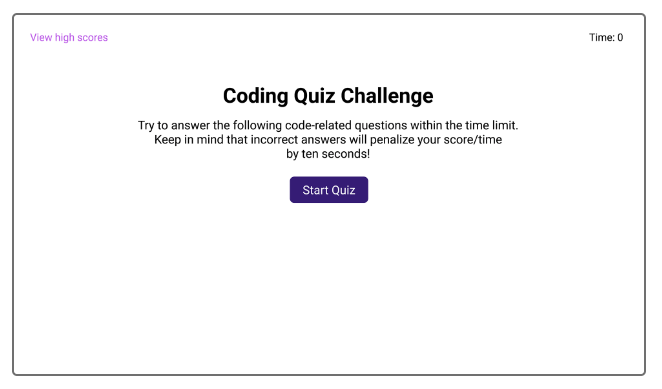 View high scores
Time: 0
Coding Quiz Challenge
Try to answer the following code-related questions within the time limit.
Keep in mind that incorrect answers will penalize your score/time
by ten seconds!
Start Quiz